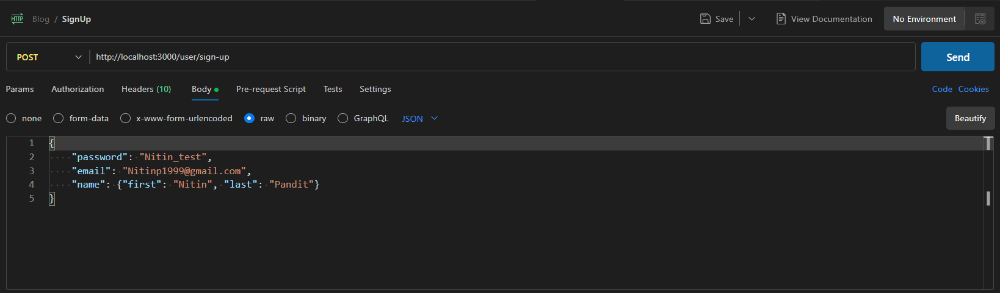 HTTP Blog / SignUp Save View Documentation No Environment
POST http://localhost:3000/user/sign-up Send
Params Authorization Headers (10) Body Pre-request Script Tests Settings Code Cookies
none form-data x-www-form-urlencoded raw binary GraphQL JSON Beautify
1 {
2 "password": "Nitin_test",
3 "email": "Nitinp1999@gmail.com",
4 "name": {"first": "Nitin", "last": "Pandit"}
5 }